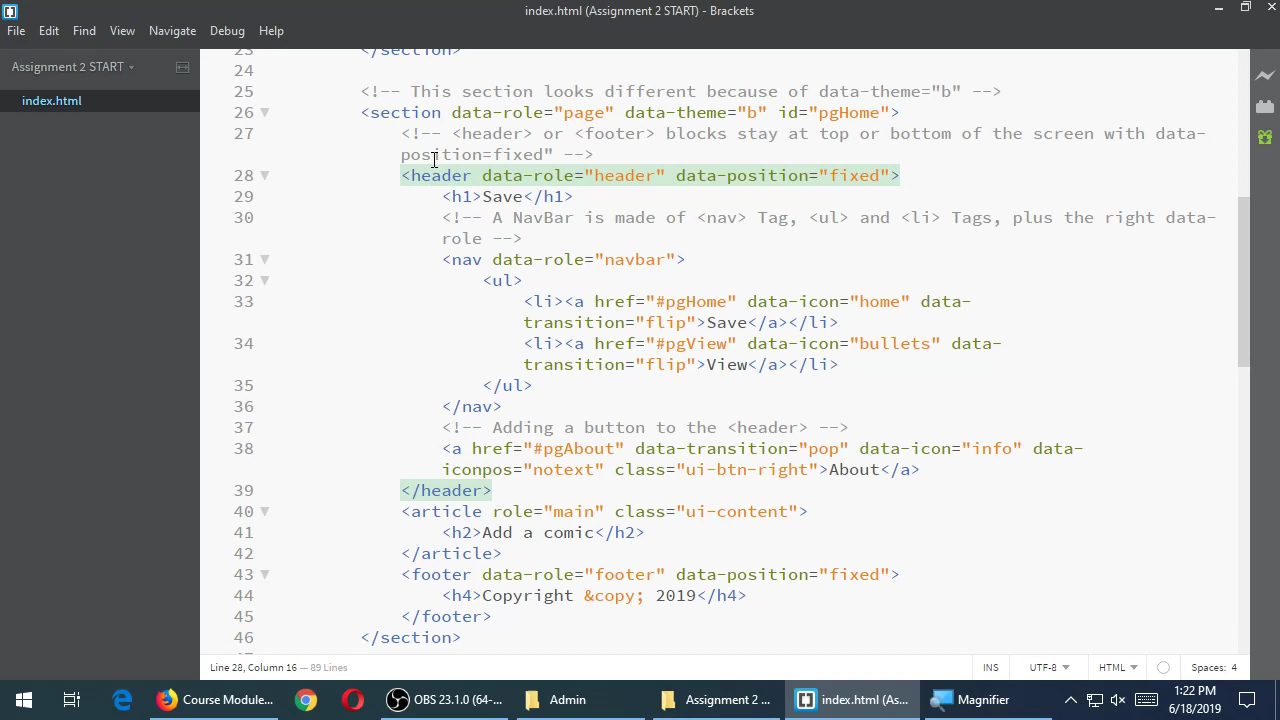 index.html (Assignment 2 START) - Brackets
File Edit Find View Navigate Debug Help
Assignment 2 START
index.html
23 </section>
24
25 <!-- This section looks different because of data-theme="b" -->
26 <section data-role="page" data-theme="b" id="pgHome">
27 <!-- <header> or <footer> blocks stay at top or bottom of the screen with data-
position=fixed" -->
28 <header data-role="header" data-position="fixed">
29 <h1>Save</h1>
30 <!-- A NavBar is made of <nav> Tag, <ul> and <li> Tags, plus the right data-
role -->
31 <nav data-role="navbar">
32 <ul>
33 <li><a href="#pgHome" data-icon="home" data-
transition="flip">Save</a></li>
34 <li><a href="#pgView" data-icon="bullets" data-
transition="flip">View</a></li>
35 </ul>
36 </nav>
37 <!-- Adding a button to the <header> -->
38 <a href="#pgAbout" data-transition="pop" data-icon="info" data-
iconpos="notext" class="ui-btn-right">About</a>
39 </header>
40 <article role="main" class="ui-content">
41 <h2>Add a comic</h2>
42 </article>
43 <footer data-role="footer" data-position="fixed">
44 <h4>Copyright &copy; 2019</h4>
45 </footer>
46 </section>
Line 28, Column 16 — 89 Lines
INS UTF-8 HTML Spaces: 4
Course Module... OBS 23.1.0 (64-... Admin Assignment 2 ... index.html (As... Magnifier
1:22 PM
6/18/2019